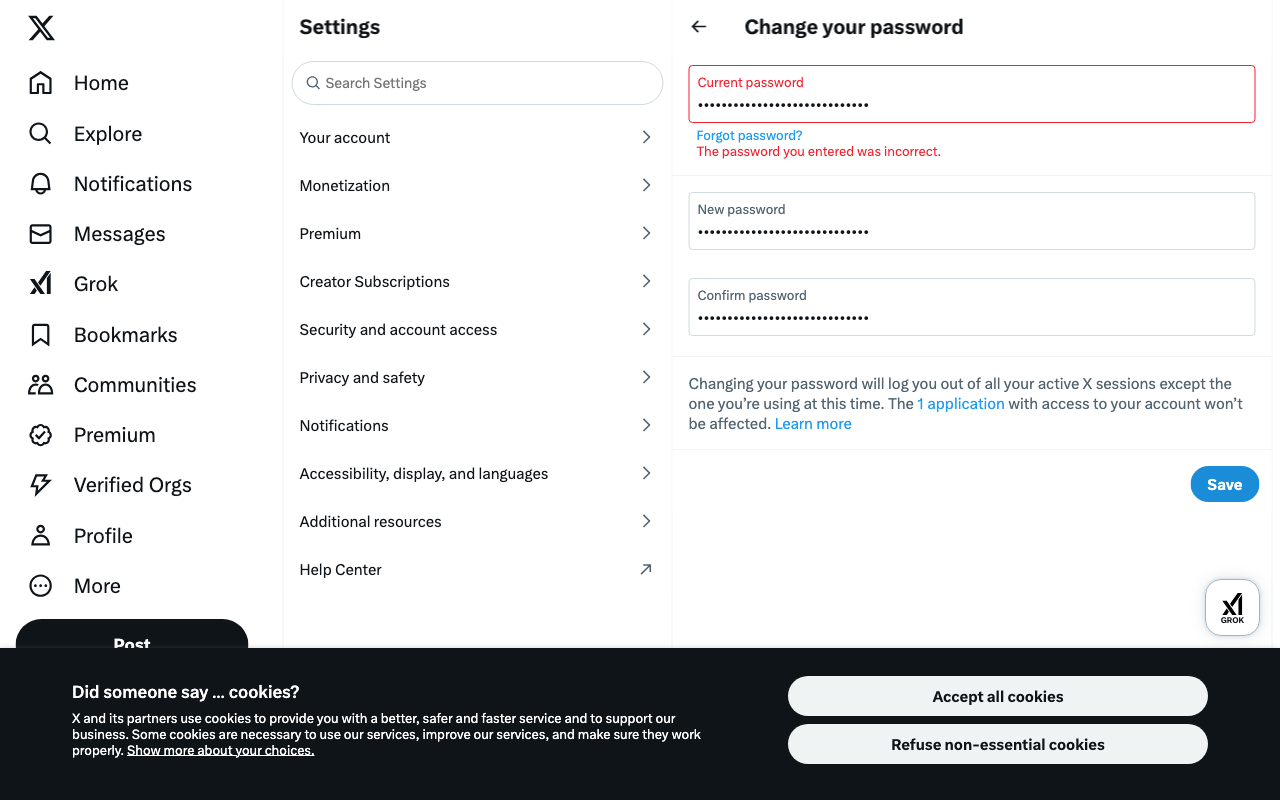 Home
Explore
Notifications
Messages
Grok
Bookmarks
Communities
Premium
Verified Orgs
Profile
More
Post
Settings
Search Settings
Your account
Monetization
Premium
Creator Subscriptions
Security and account access
Privacy and safety
Notifications
Accessibility, display, and languages
Additional resources
Help Center
Change your password
Current password
••••••••••••••••••••••••••••
Forgot password?
The password you entered was incorrect.
New password
••••••••••••••••••••••••••••
Confirm password
••••••••••••••••••••••••••••
Changing your password will log you out of all your active X sessions except the
one you’re using at this time. The 1 application with access to your account won’t
be affected. Learn more
Save
GROK
Did someone say … cookies?
X and its partners use cookies to provide you with a better, safer and faster service and to support our
business. Some cookies are necessary to use our services, improve our services, and make sure they work
properly. Show more about your choices.
Accept all cookies
Refuse non-essential cookies